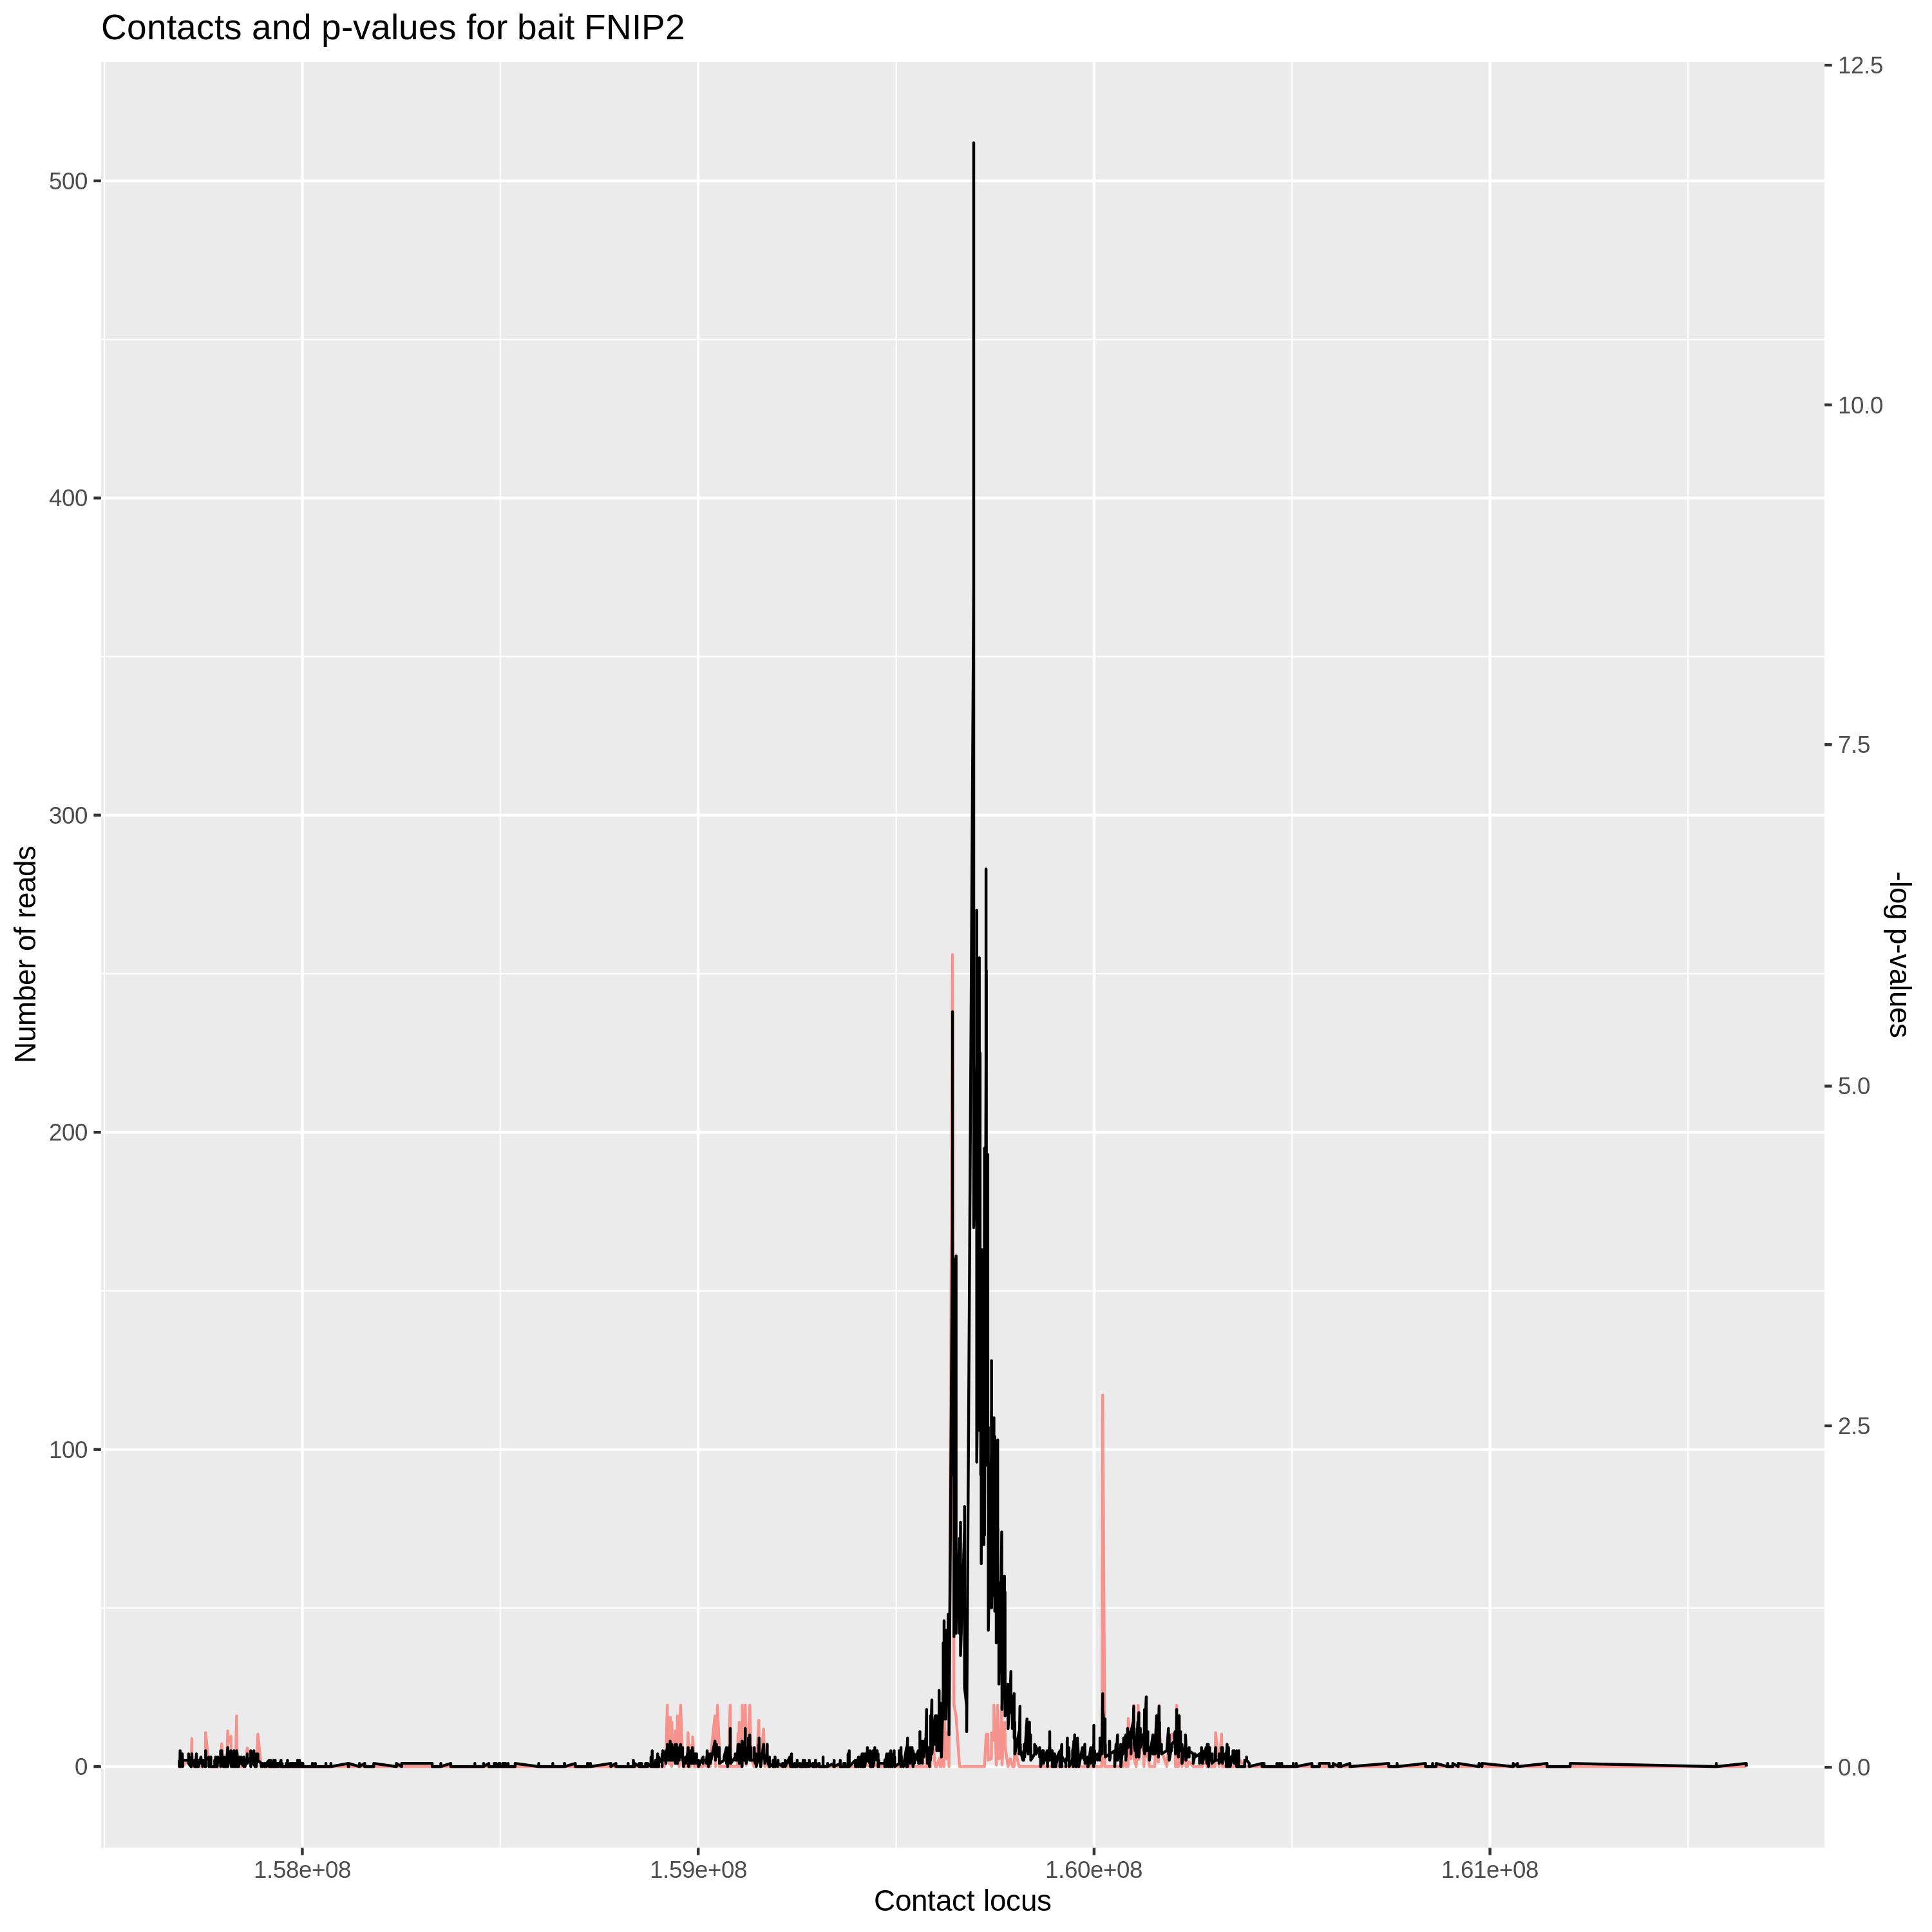 Contacts and p-values for bait FNIP2
Number of reads
500
400
300
200
100
0
12.5
10.0
7.5
5.0
2.5
0.0
-log p-values
1.58e+08
1.59e+08
1.60e+08
1.61e+08
Contact locus